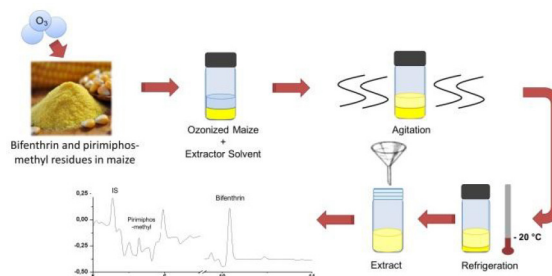 O₃
Bifenthrin and pirimiphos-
methyl residues in maize
Ozonized Maize
+
Extractor Solvent
Agitation
- 20 °C
Refrigeration
Extract
IS
Pirimiphos
-methyl
Bifenthrin
0,25
0,00
-0,25
-0,50